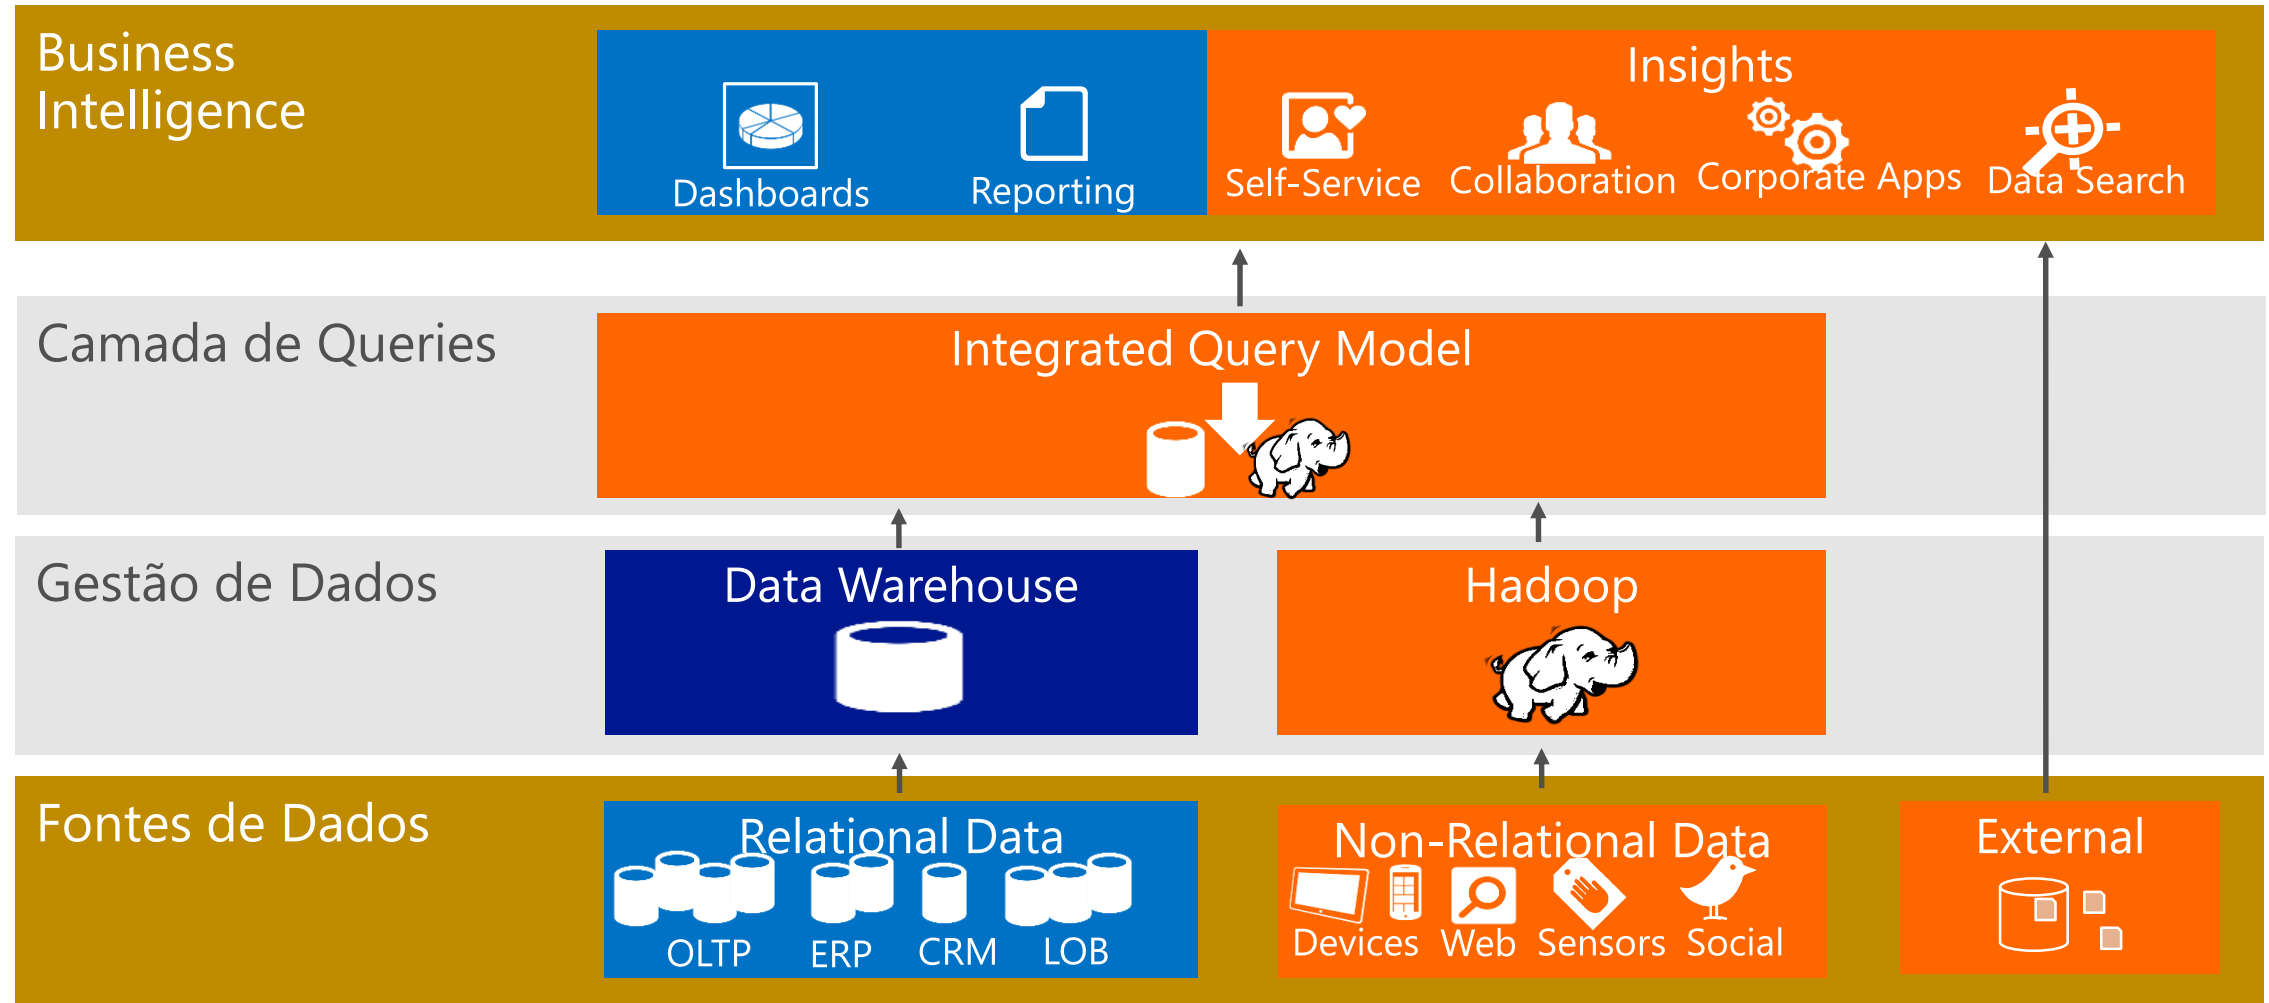 Business
Intelligence
Dashboards
Reporting
Insights
Self-Service
Collaboration
Corporate Apps
Data Search
Camada de Queries
Integrated Query Model
Gestão de Dados
Data Warehouse
Hadoop
Fontes de Dados
Relational Data
OLTP
ERP
CRM
LOB
Non-Relational Data
Devices
Web
Sensors
Social
External